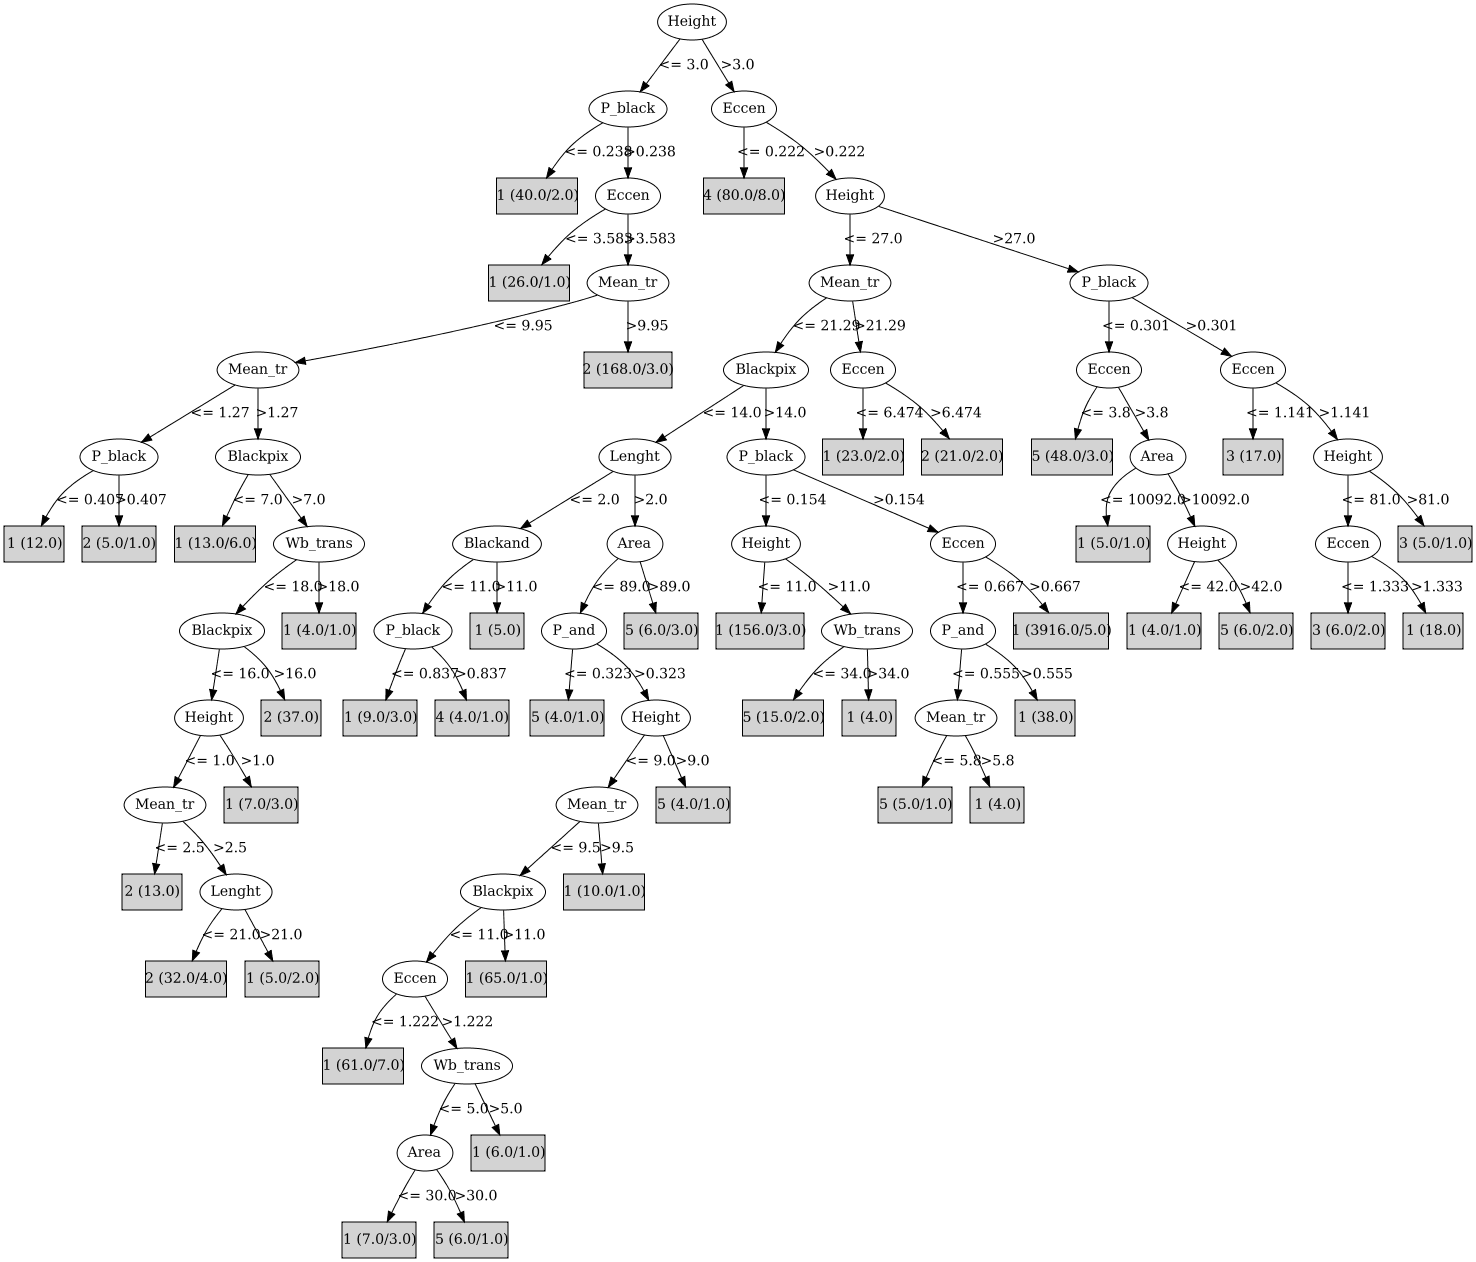 Height
<= 3.0 >3.0
P_black Eccen
<= 0.238 >0.238 <= 0.222 >0.222
1 (40.0/2.0) Eccen 4 (80.0/8.0) Height
<= 3.583 >3.583 <= 27.0 >27.0
1 (26.0/1.0) Mean_tr Mean_tr P_black
<= 9.95 >9.95 <= 21.29 >21.29 <= 0.301 >0.301
Mean_tr 2 (168.0/3.0) Blackpix Eccen Eccen Eccen
<= 1.27 >1.27 <= 14.0 >14.0 <= 6.474 >6.474 <= 3.8 >3.8 <= 1.141 >1.141
P_black Blackpix Lenght P_black 1 (23.0/2.0) 2 (21.0/2.0) 5 (48.0/3.0) Area 3 (17.0) Height
<= 0.407 >0.407 <= 7.0 >7.0 <= 2.0 >2.0 <= 0.154 >0.154 <= 10092.0 >10092.0 <= 81.0 >81.0
1 (12.0) 2 (5.0/1.0) 1 (13.0/6.0) Wb_trans Blackand Area Height Eccen 1 (5.0/1.0) Height Eccen 3 (5.0/1.0)
<= 18.0 >18.0 <= 11.0 >11.0 <= 89.0 >89.0 <= 11.0 >11.0 <= 0.667 >0.667 <= 42.0 >42.0 <= 1.333 >1.333
Blackpix 1 (4.0/1.0) P_black 1 (5.0) P_and 5 (6.0/3.0) 1 (156.0/3.0) Wb_trans P_and 1 (3916.0/5.0) 1 (4.0/1.0) 5 (6.0/2.0) 3 (6.0/2.0) 1 (18.0)
<= 16.0 >16.0 <= 0.837 >0.837 <= 0.323 >0.323 <= 34.0 >34.0 <= 0.555 >0.555
Height 2 (37.0) 1 (9.0/3.0) 4 (4.0/1.0) 5 (4.0/1.0) Height 5 (15.0/2.0) 1 (4.0) Mean_tr 1 (38.0)
<= 1.0 >1.0 <= 9.0 >9.0 <= 5.8 >5.8
Mean_tr 1 (7.0/3.0) Mean_tr 5 (4.0/1.0) 5 (5.0/1.0) 1 (4.0)
<= 2.5 >2.5 <= 9.5 >9.5
2 (13.0) Lenght Blackpix 1 (10.0/1.0)
<= 21.0 >21.0 <= 11.0 >11.0
2 (32.0/4.0) 1 (5.0/2.0) Eccen 1 (65.0/1.0)
<= 1.222 >1.222
1 (61.0/7.0) Wb_trans
<= 5.0 >5.0
Area 1 (6.0/1.0)
<= 30.0 >30.0
1 (7.0/3.0) 5 (6.0/1.0)